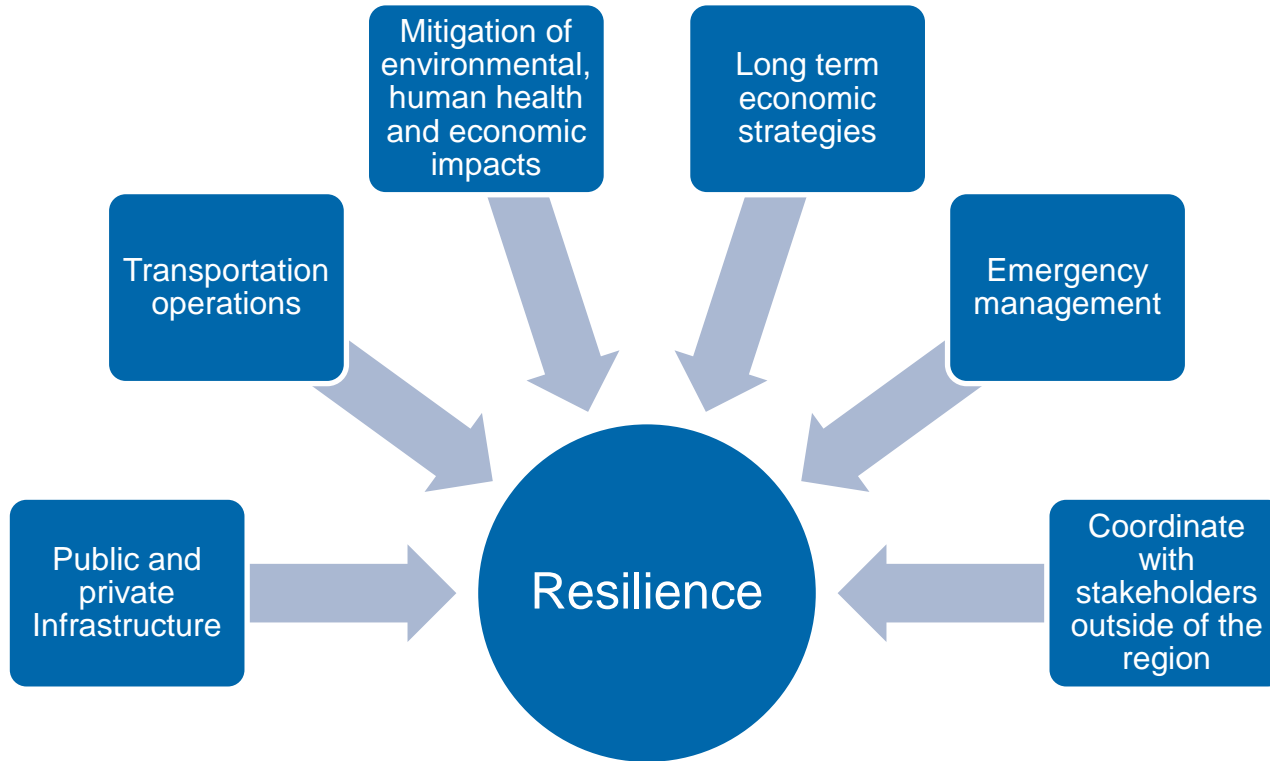 Mitigation of
environmental,
human health
and economic
impacts
Long term
economic
strategies
Transportation
operations
Emergency
management
Public and
private
Infrastructure
Resilience
Coordinate
with
stakeholders
outside of the
region